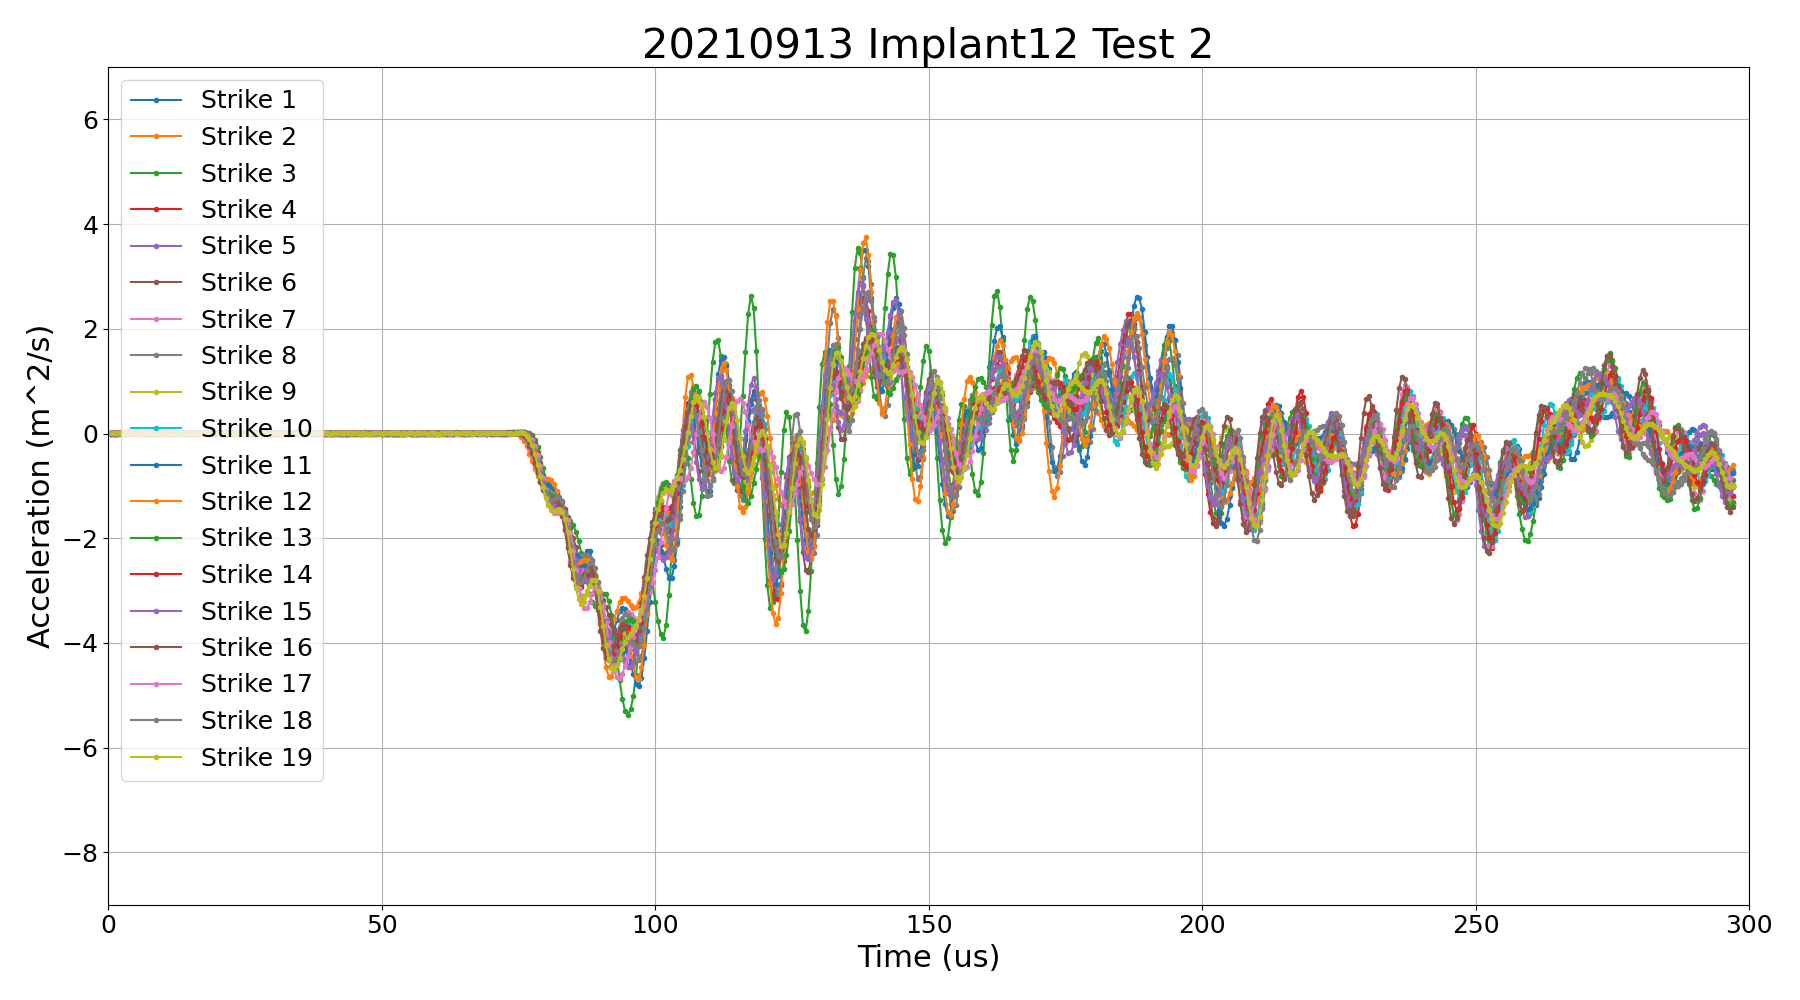 20210913 Implant12 Test 2
Strike 1
Strike 2
Strike 3
Strike 4
Strike 5
Strike 6
Strike 7
Strike 8
Strike 9
Strike 10
Strike 11
Strike 12
Strike 13
Strike 14
Strike 15
Strike 16
Strike 17
Strike 18
Strike 19
Acceleration (m^2/s)
6
4
2
0
−2
−4
−6
−8
0 50 100 150 200 250 300
Time (us)